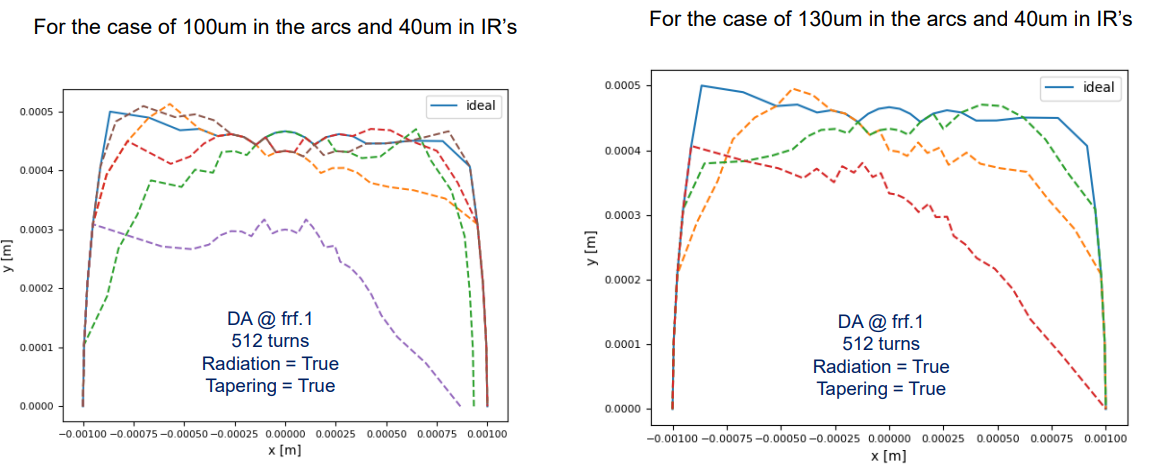 For the case of 100um in the arcs and 40um in IR's
For the case of 130um in the arcs and 40um in IR's
ideal
0.0005
0.0004
0.0003
0.0002
0.0001
0.0000
y [m]
DA @ frf.1
512 turns
Radiation = True
Tapering = True
−0.00100 −0.00075 −0.00050 −0.00025 0.00000 0.00025 0.00050 0.00075 0.00100
x [m]
ideal
0.0005
0.0004
0.0003
0.0002
0.0001
0.0000
y [m]
DA @ frf.1
512 turns
Radiation = True
Tapering = True
−0.00100 −0.00075 −0.00050 −0.00025 0.00000 0.00025 0.00050 0.00075 0.00100
x [m]